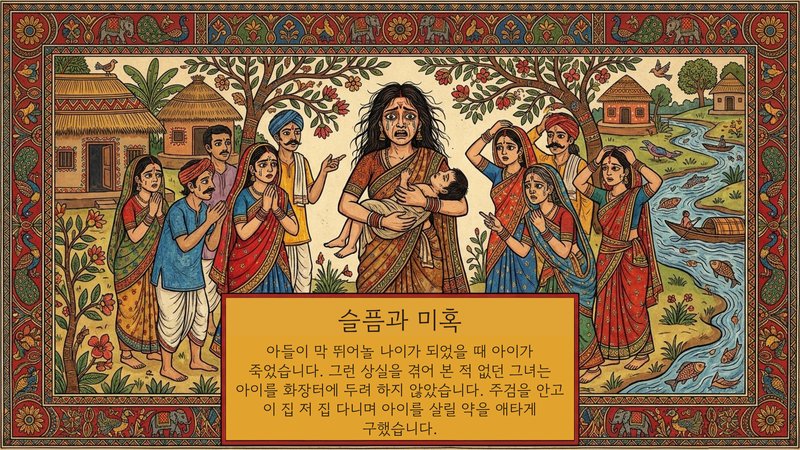 슬픔과 미혹
아들이 막 뛰어놀 나이가 되었을 때 아이가
죽었습니다. 그런 상실을 겪어 본 적 없던 그녀는
아이를 화장터에 두려 하지 않았습니다. 주검을 안고
이 집 저 집 다니며 아이를 살릴 약을 애타게
구했습니다.